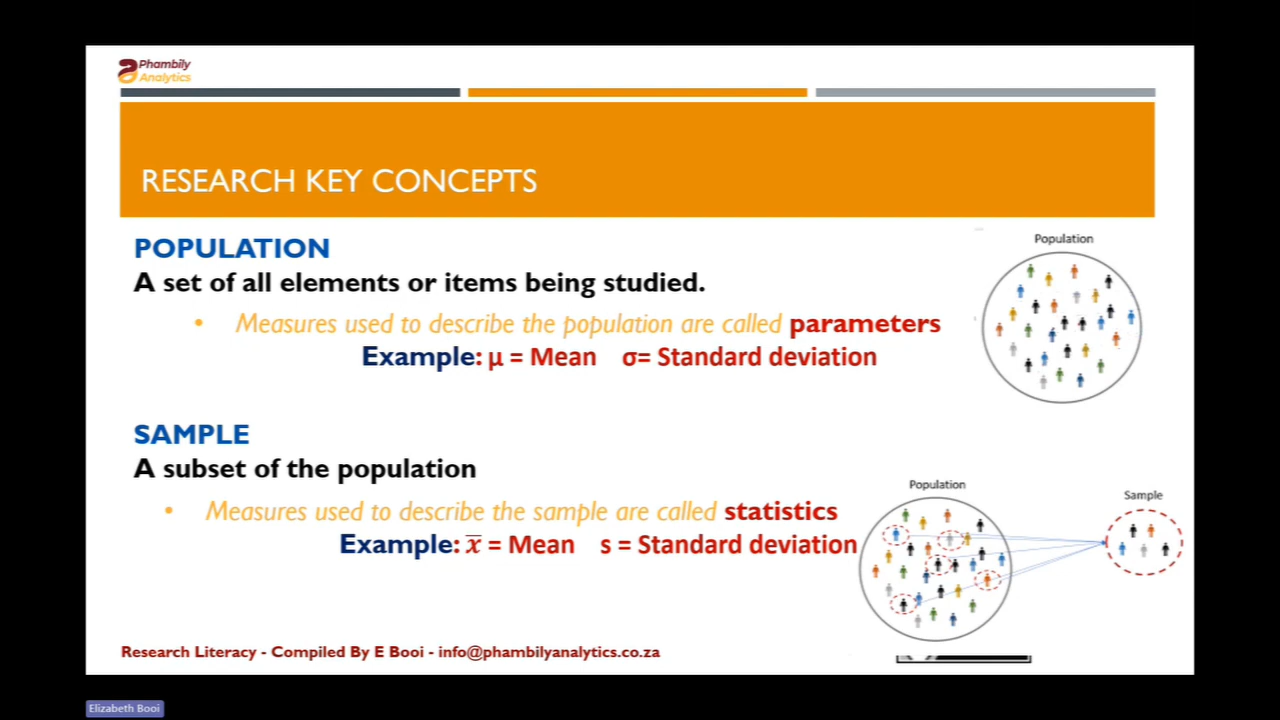 Phambily
Analytics
RESEARCH KEY CONCEPTS
POPULATION
A set of all elements or items being studied.
• Measures used to describe the population are called parameters
Example: µ = Mean σ= Standard deviation
Population
SAMPLE
A subset of the population
• Measures used to describe the sample are called statistics
Example: x̅ = Mean s = Standard deviation
Population
Sample
Research Literacy - Compiled By E Booi - info@phambilyanalytics.co.za
Elizabeth Booi